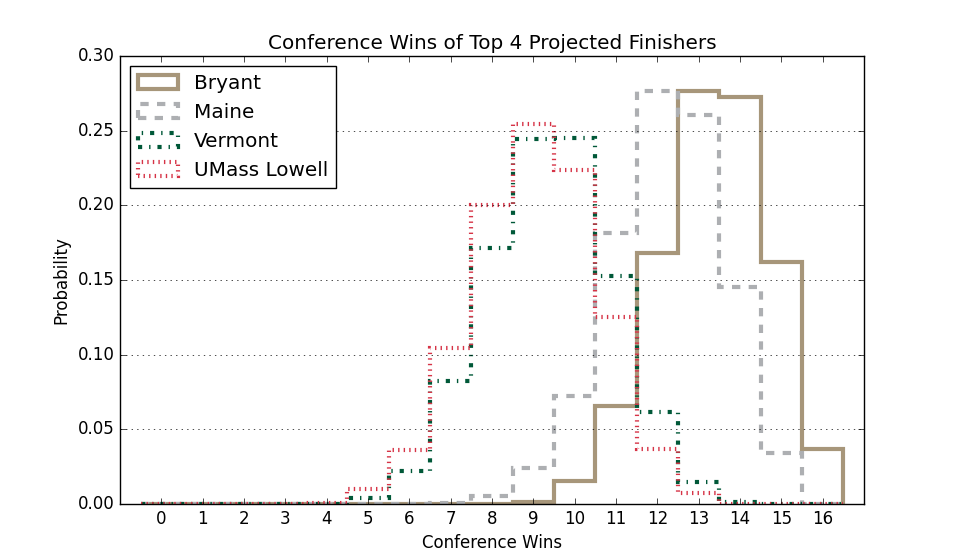 Conference Wins of Top 4 Projected Finishers
Bryant
Maine
Vermont
UMass Lowell
Probability
0.30
0.25
0.20
0.15
0.10
0.05
0.00
0 1 2 3 4 5 6 7 8 9 10 11 12 13 14 15 16
Conference Wins